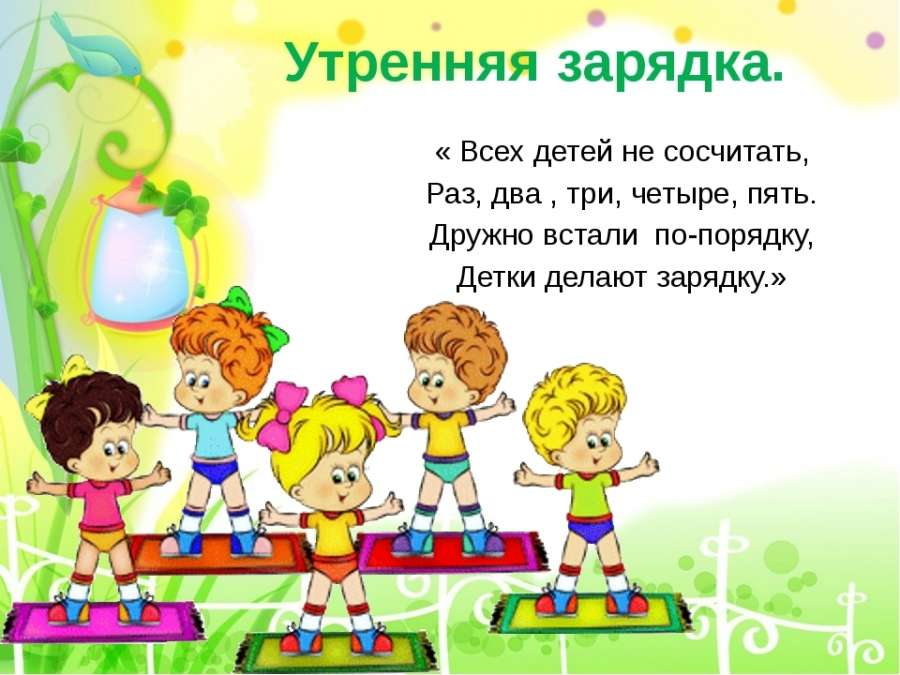 Утренняя зарядка.
« Всех детей не сосчитать,
Раз, два , три, четыре, пять.
Дружно встали  по-порядку,
Детки делают зарядку.»